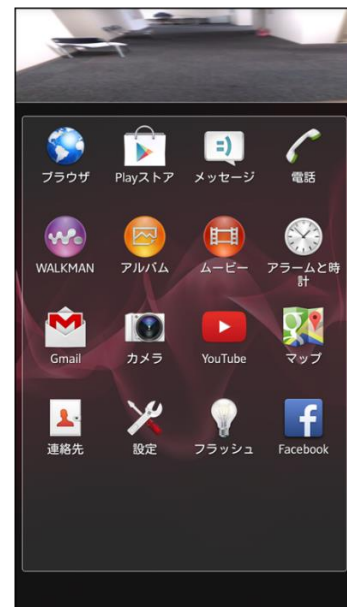 ブラウザ
Playストア
メッセージ
電話
WALKMAN
アルバム
ムービー
アラームと時
計
Gmail
カメラ
YouTube
マップ
連絡先
設定
フラッシュ
Facebook